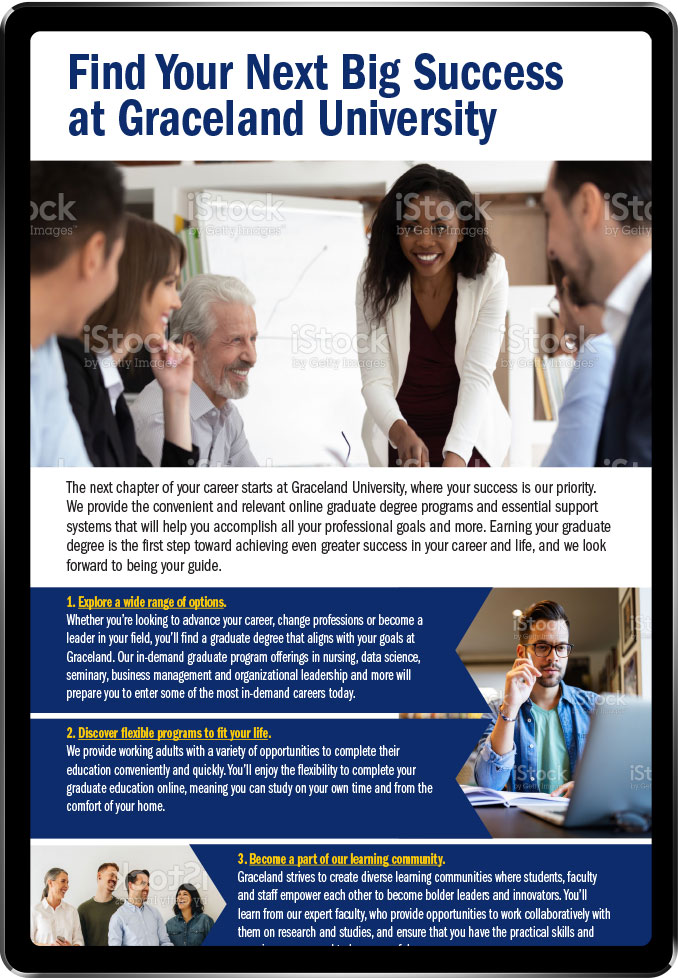 Find Your Next Big Success
at Graceland University
iStock
by Getty Images
The next chapter of your career starts at Graceland University, where your success is our priority.
We provide the convenient and relevant online graduate degree programs and essential support
systems that will help you accomplish all your professional goals and more. Earning your graduate
degree is the first step toward achieving even greater success in your career and life, and we look
forward to being your guide.
1. Explore a wide range of options.
Whether you're looking to advance your career, change professions or become a
leader in your field, you'll find a graduate degree that aligns with your goals at
Graceland. Our in-demand graduate program offerings in nursing, data science,
seminary, business management and organizational leadership and more will
prepare you to enter some of the most in-demand careers today.
2. Discover flexible programs to fit your life.
We provide working adults with a variety of opportunities to complete their
education conveniently and quickly. You'll enjoy the flexibility to complete your
graduate education online, meaning you can study on your own time and from the
comfort of your home.
3. Become a part of our learning community.
Graceland strives to create diverse learning communities where students, faculty
and staff empower each other to become bolder leaders and innovators. You'll
learn from our expert faculty, who provide opportunities to work collaboratively with
them on research and studies, and ensure that you have the practical skills and